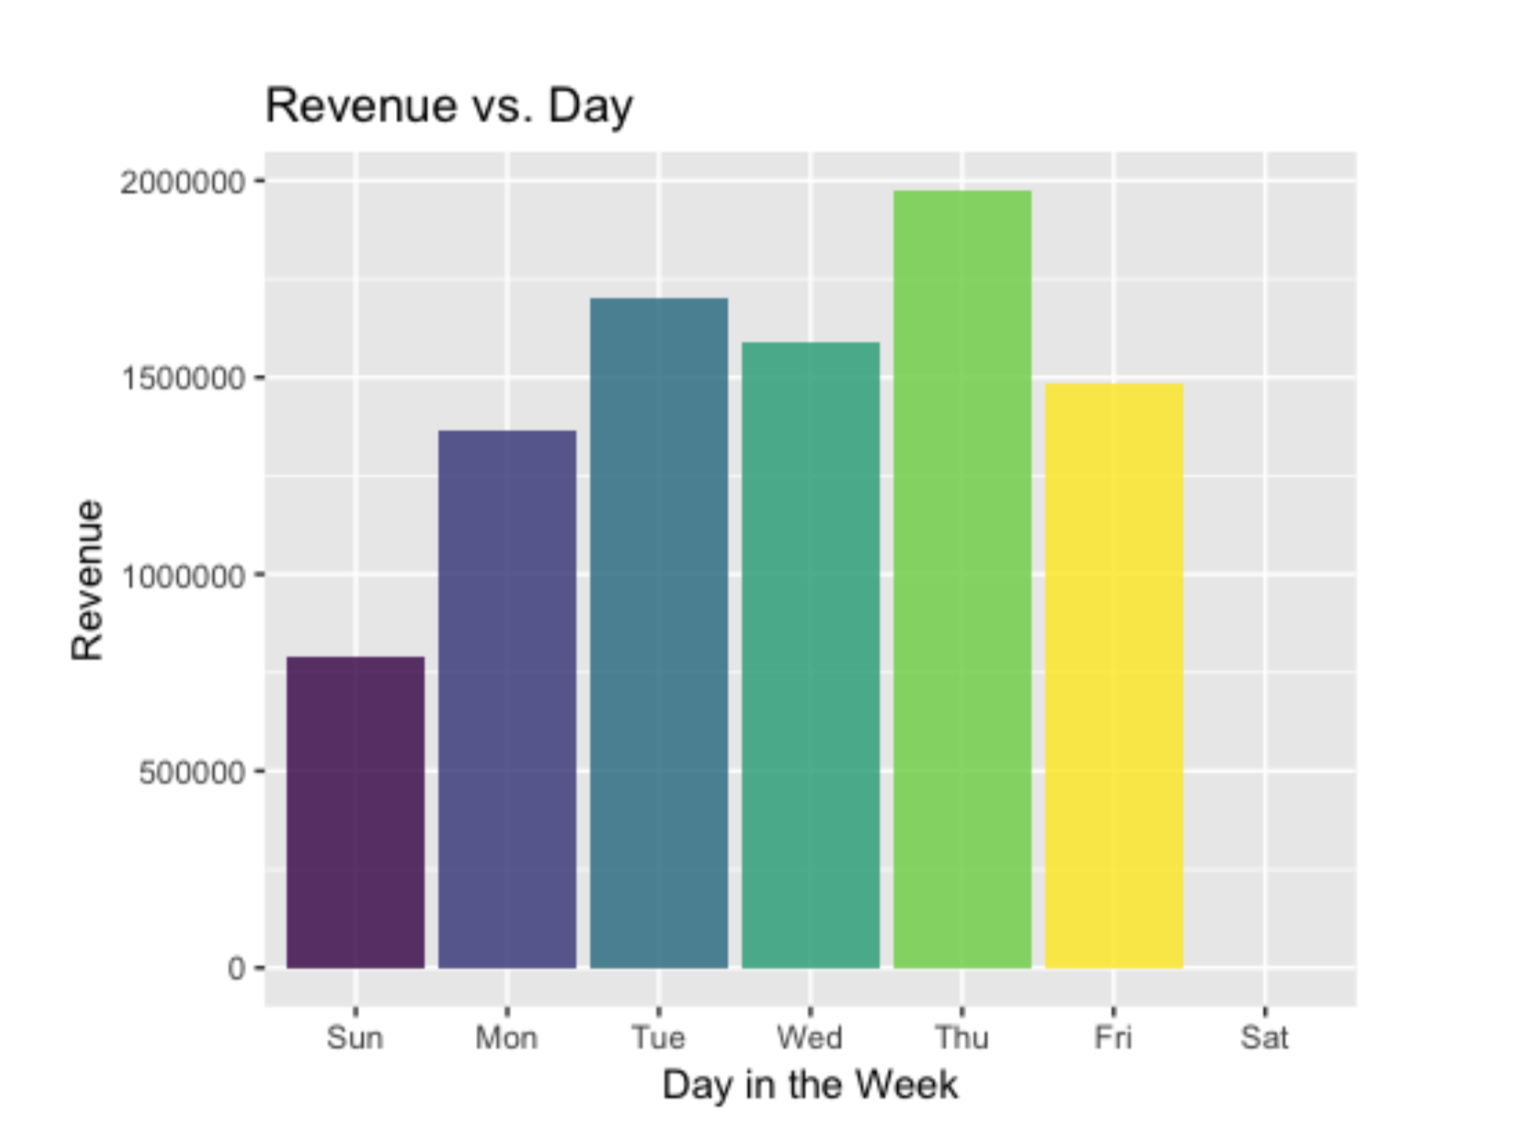 Revenue vs. Day
2000000
1500000
1000000
500000
0
Revenue
Sun Mon Tue Wed Thu Fri Sat
Day in the Week